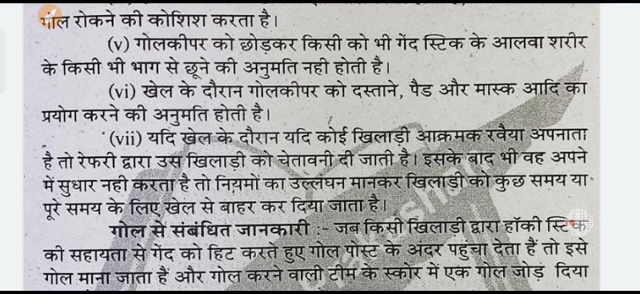 गोल रोकने की कोशिश करता है।
(v) गोलकीपर को छोड़कर किसी को भी गेंद स्टिक के आलवा शरीर
के किसी भी भाग से छूने की अनुमति नही होती है।
(vi) खेल के दौरान गोलकीपर को दस्ताने, पैड और मास्क आदि का
प्रयोग करने की अनुमति होती है।
(vii) यदि खेल के दौरान यदि कोई खिलाड़ी आक्रमक रवैया अपनाता
है तो रेफरी द्वारा उस खिलाड़ी को चेतावनी दी जाती है। इसके बाद भी वह अपने
में सुधार नही करता है तो नियमों का उल्लघन मानकर खिलाड़ी को कुछ समय या
पूरे समय के लिए खेल से बाहर कर दिया जाता है।
गोल से संबंधित जानकारी :- जब किसी खिलाड़ी द्वारा हॉकी स्टिक
की सहायता से गेंद को हिट करते हुए गोल पोस्ट के अंदर पहुंचा देता हैं तो इसे
गोल माना जाता हैं और गोल करने वाली टीम के स्कोर में एक गोल जोड़ दिया